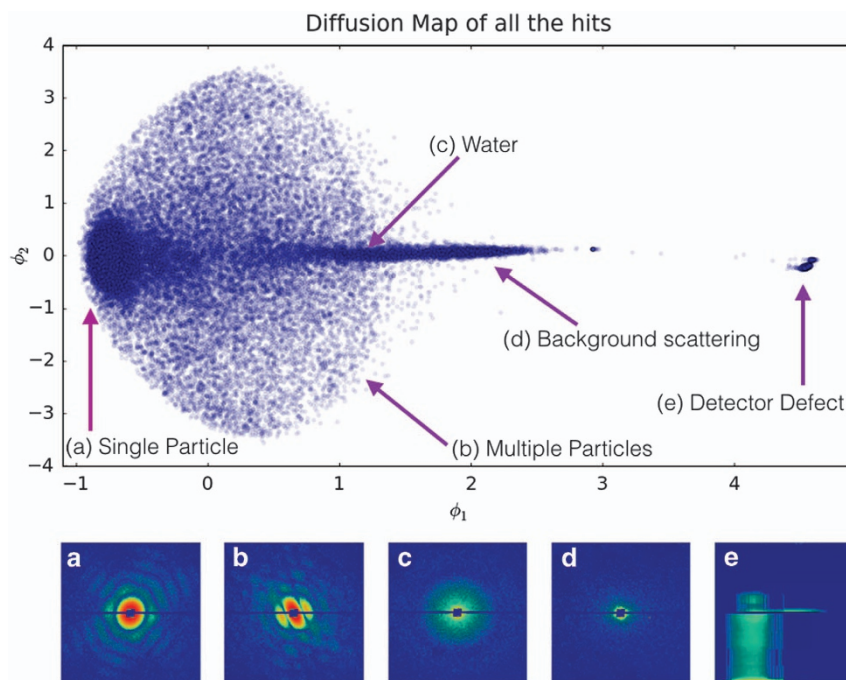 Diffusion Map of all the hits
4
3
2
1
0
−1
−2
−3
−4
ϕ2
(c) Water
(d) Background scattering
(e) Detector Defect
(a) Single Particle
(b) Multiple Particles
−1 0 1 2 3 4
ϕ1
a b c d e